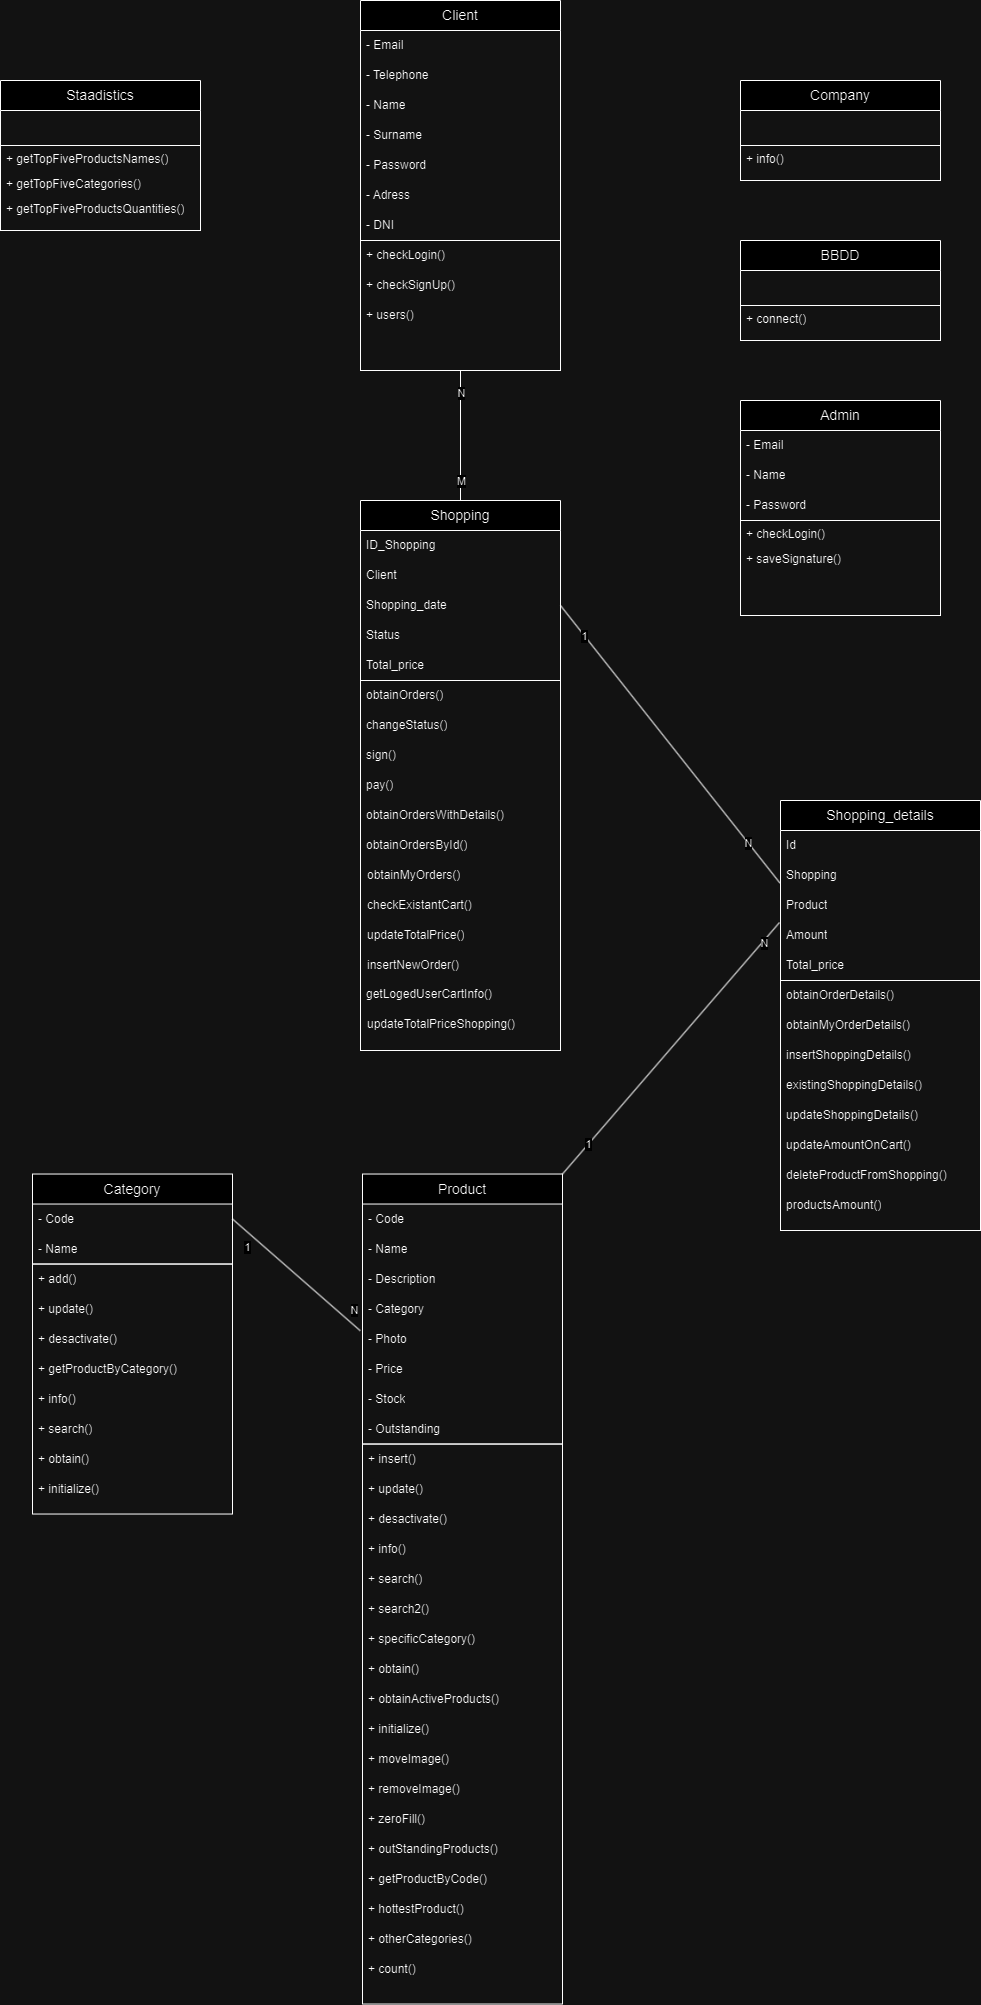 Client
- Email
- Telephone
- Name
- Surname
- Password
- Adress
- DNI
+ checkLogin()
+ checkSignUp()
+ users()
Staadistics
+ getTopFiveProductsNames()
+ getTopFiveCategories()
+ getTopFiveProductsQuantities()
Company
+ info()
BBDD
+ connect()
Admin
- Email
- Name
- Password
+ checkLogin()
+ saveSignature()
N
M
Shopping
ID_Shopping
Client
Shopping_date
Status
Total_price
obtainOrders()
changeStatus()
sign()
pay()
obtainOrdersWithDetails()
obtainOrdersById()
obtainMyOrders()
checkExistantCart()
updateTotalPrice()
insertNewOrder()
getLogedUserCartInfo()
updateTotalPriceShopping()
1
N
Shopping_details
Id
Shopping
Product
Amount
Total_price
obtainOrderDetails()
obtainMyOrderDetails()
insertShoppingDetails()
existingShoppingDetails()
updateShoppingDetails()
updateAmountOnCart()
deleteProductFromShopping()
productsAmount()
N
1
Category
- Code
- Name
+ add()
+ update()
+ desactivate()
+ getProductByCategory()
+ info()
+ search()
+ obtain()
+ initialize()
1
N
Product
- Code
- Name
- Description
- Category
- Photo
- Price
- Stock
- Outstanding
+ insert()
+ update()
+ desactivate()
+ info()
+ search()
+ search2()
+ specificCategory()
+ obtain()
+ obtainActiveProducts()
+ initialize()
+ moveImage()
+ removeImage()
+ zeroFill()
+ outStandingProducts()
+ getProductByCode()
+ hottestProduct()
+ otherCategories()
+ count()